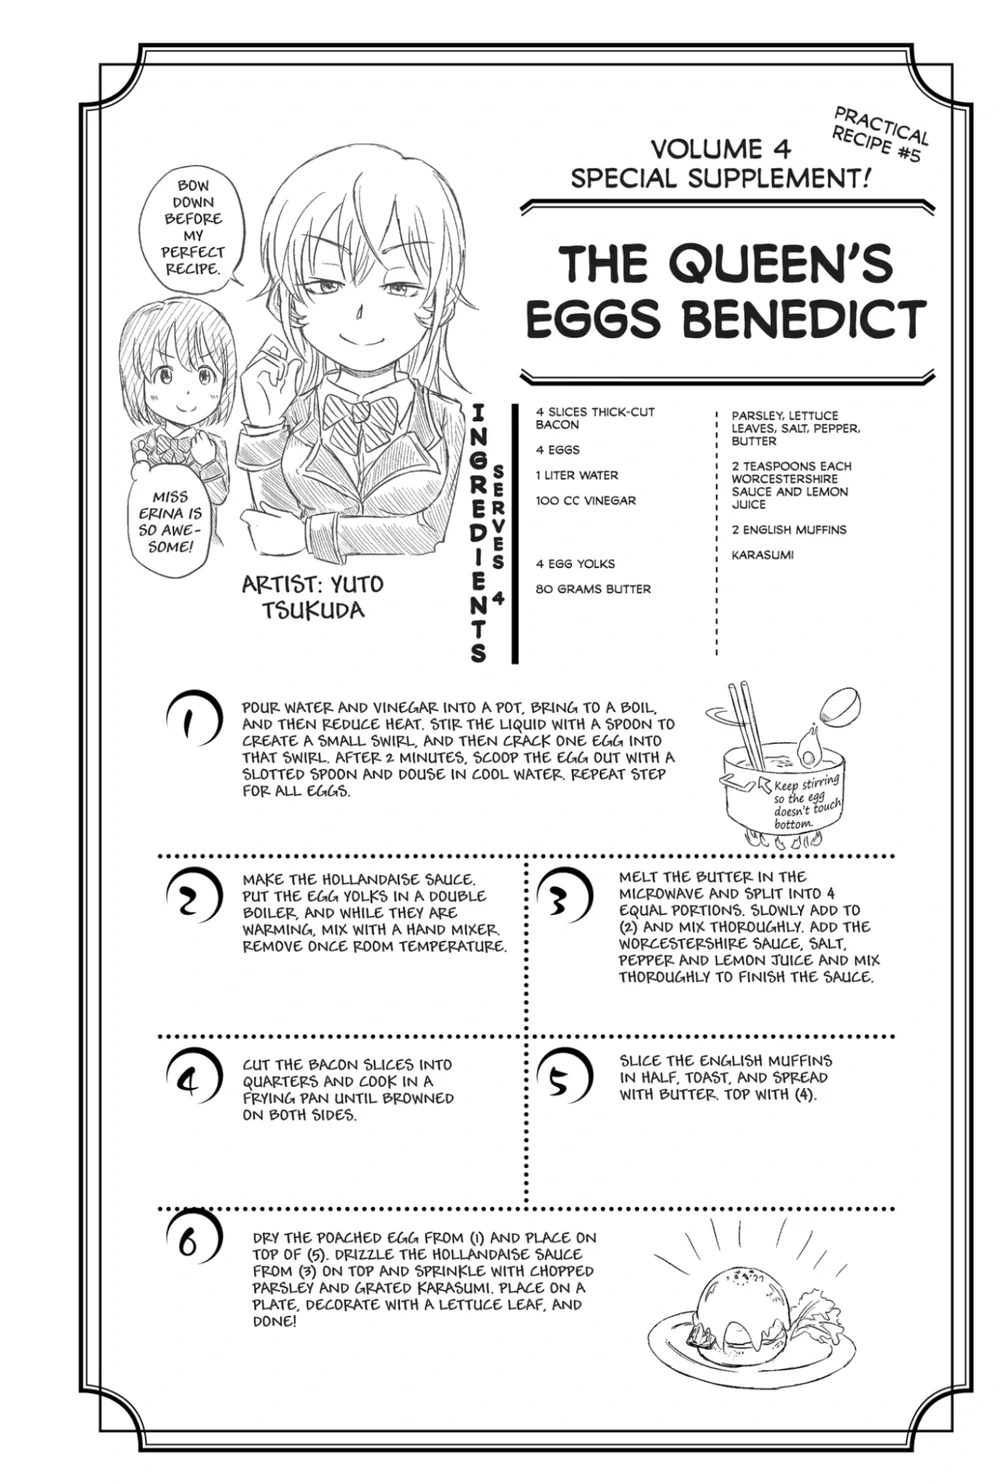 PRACTICAL
RECIPE #5
VOLUME 4
SPECIAL SUPPLEMENT!
THE QUEEN'S
EGGS BENEDICT
BOW
DOWN
BEFORE
MY
PERFECT
RECIPE.
MISS
ERINA IS
SO AWE-
SOME!
ARTIST: YUTO
TSUKUDA
INGREDIENTS
SERVES 4
4 SLICES THICK-CUT
BACON
4 EGGS
1 LITER WATER
100 CC VINEGAR
4 EGG YOLKS
80 GRAMS BUTTER
PARSLEY, LETTUCE
LEAVES, SALT, PEPPER,
BUTTER
2 TEASPOONS EACH
WORCESTERSHIRE
SAUCE AND LEMON
JUICE
2 ENGLISH MUFFINS
KARASUMI
1
POUR WATER AND VINEGAR INTO A POT, BRING TO A BOIL,
AND THEN REDUCE HEAT. STIR THE LIQUID WITH A SPOON TO
CREATE A SMALL SWIRL, AND THEN CRACK ONE EGG INTO
THAT SWIRL. AFTER 2 MINUTES, SCOOP THE EGG OUT WITH A
SLOTTED SPOON AND DOUSE IN COOL WATER. REPEAT STEP
FOR ALL EGGS.
Keep stirring
so the egg
doesn't touch
bottom.
2
MAKE THE HOLLANDAISE SAUCE.
PUT THE EGG YOLKS IN A DOUBLE
BOILER, AND WHILE THEY ARE
WARMING, MIX WITH A HAND MIXER.
REMOVE ONCE ROOM TEMPERATURE.
3
MELT THE BUTTER IN THE
MICROWAVE AND SPLIT INTO 4
EQUAL PORTIONS. SLOWLY ADD TO
(2) AND MIX THOROUGHLY. ADD THE
WORCESTERSHIRE SAUCE, SALT,
PEPPER AND LEMON JUICE AND MIX
THOROUGHLY TO FINISH THE SAUCE.
4
CUT THE BACON SLICES INTO
QUARTERS AND COOK IN A
FRYING PAN UNTIL BROWNED
ON BOTH SIDES.
5
SLICE THE ENGLISH MUFFINS
IN HALF, TOAST, AND SPREAD
WITH BUTTER. TOP WITH (4).
6
DRY THE POACHED EGG FROM (1) AND PLACE ON
TOP OF (5). DRIZZLE THE HOLLANDAISE SAUCE
FROM (3) ON TOP AND SPRINKLE WITH CHOPPED
PARSLEY AND GRATED KARASUMI. PLACE ON A
PLATE, DECORATE WITH A LETTUCE LEAF, AND
DONE!